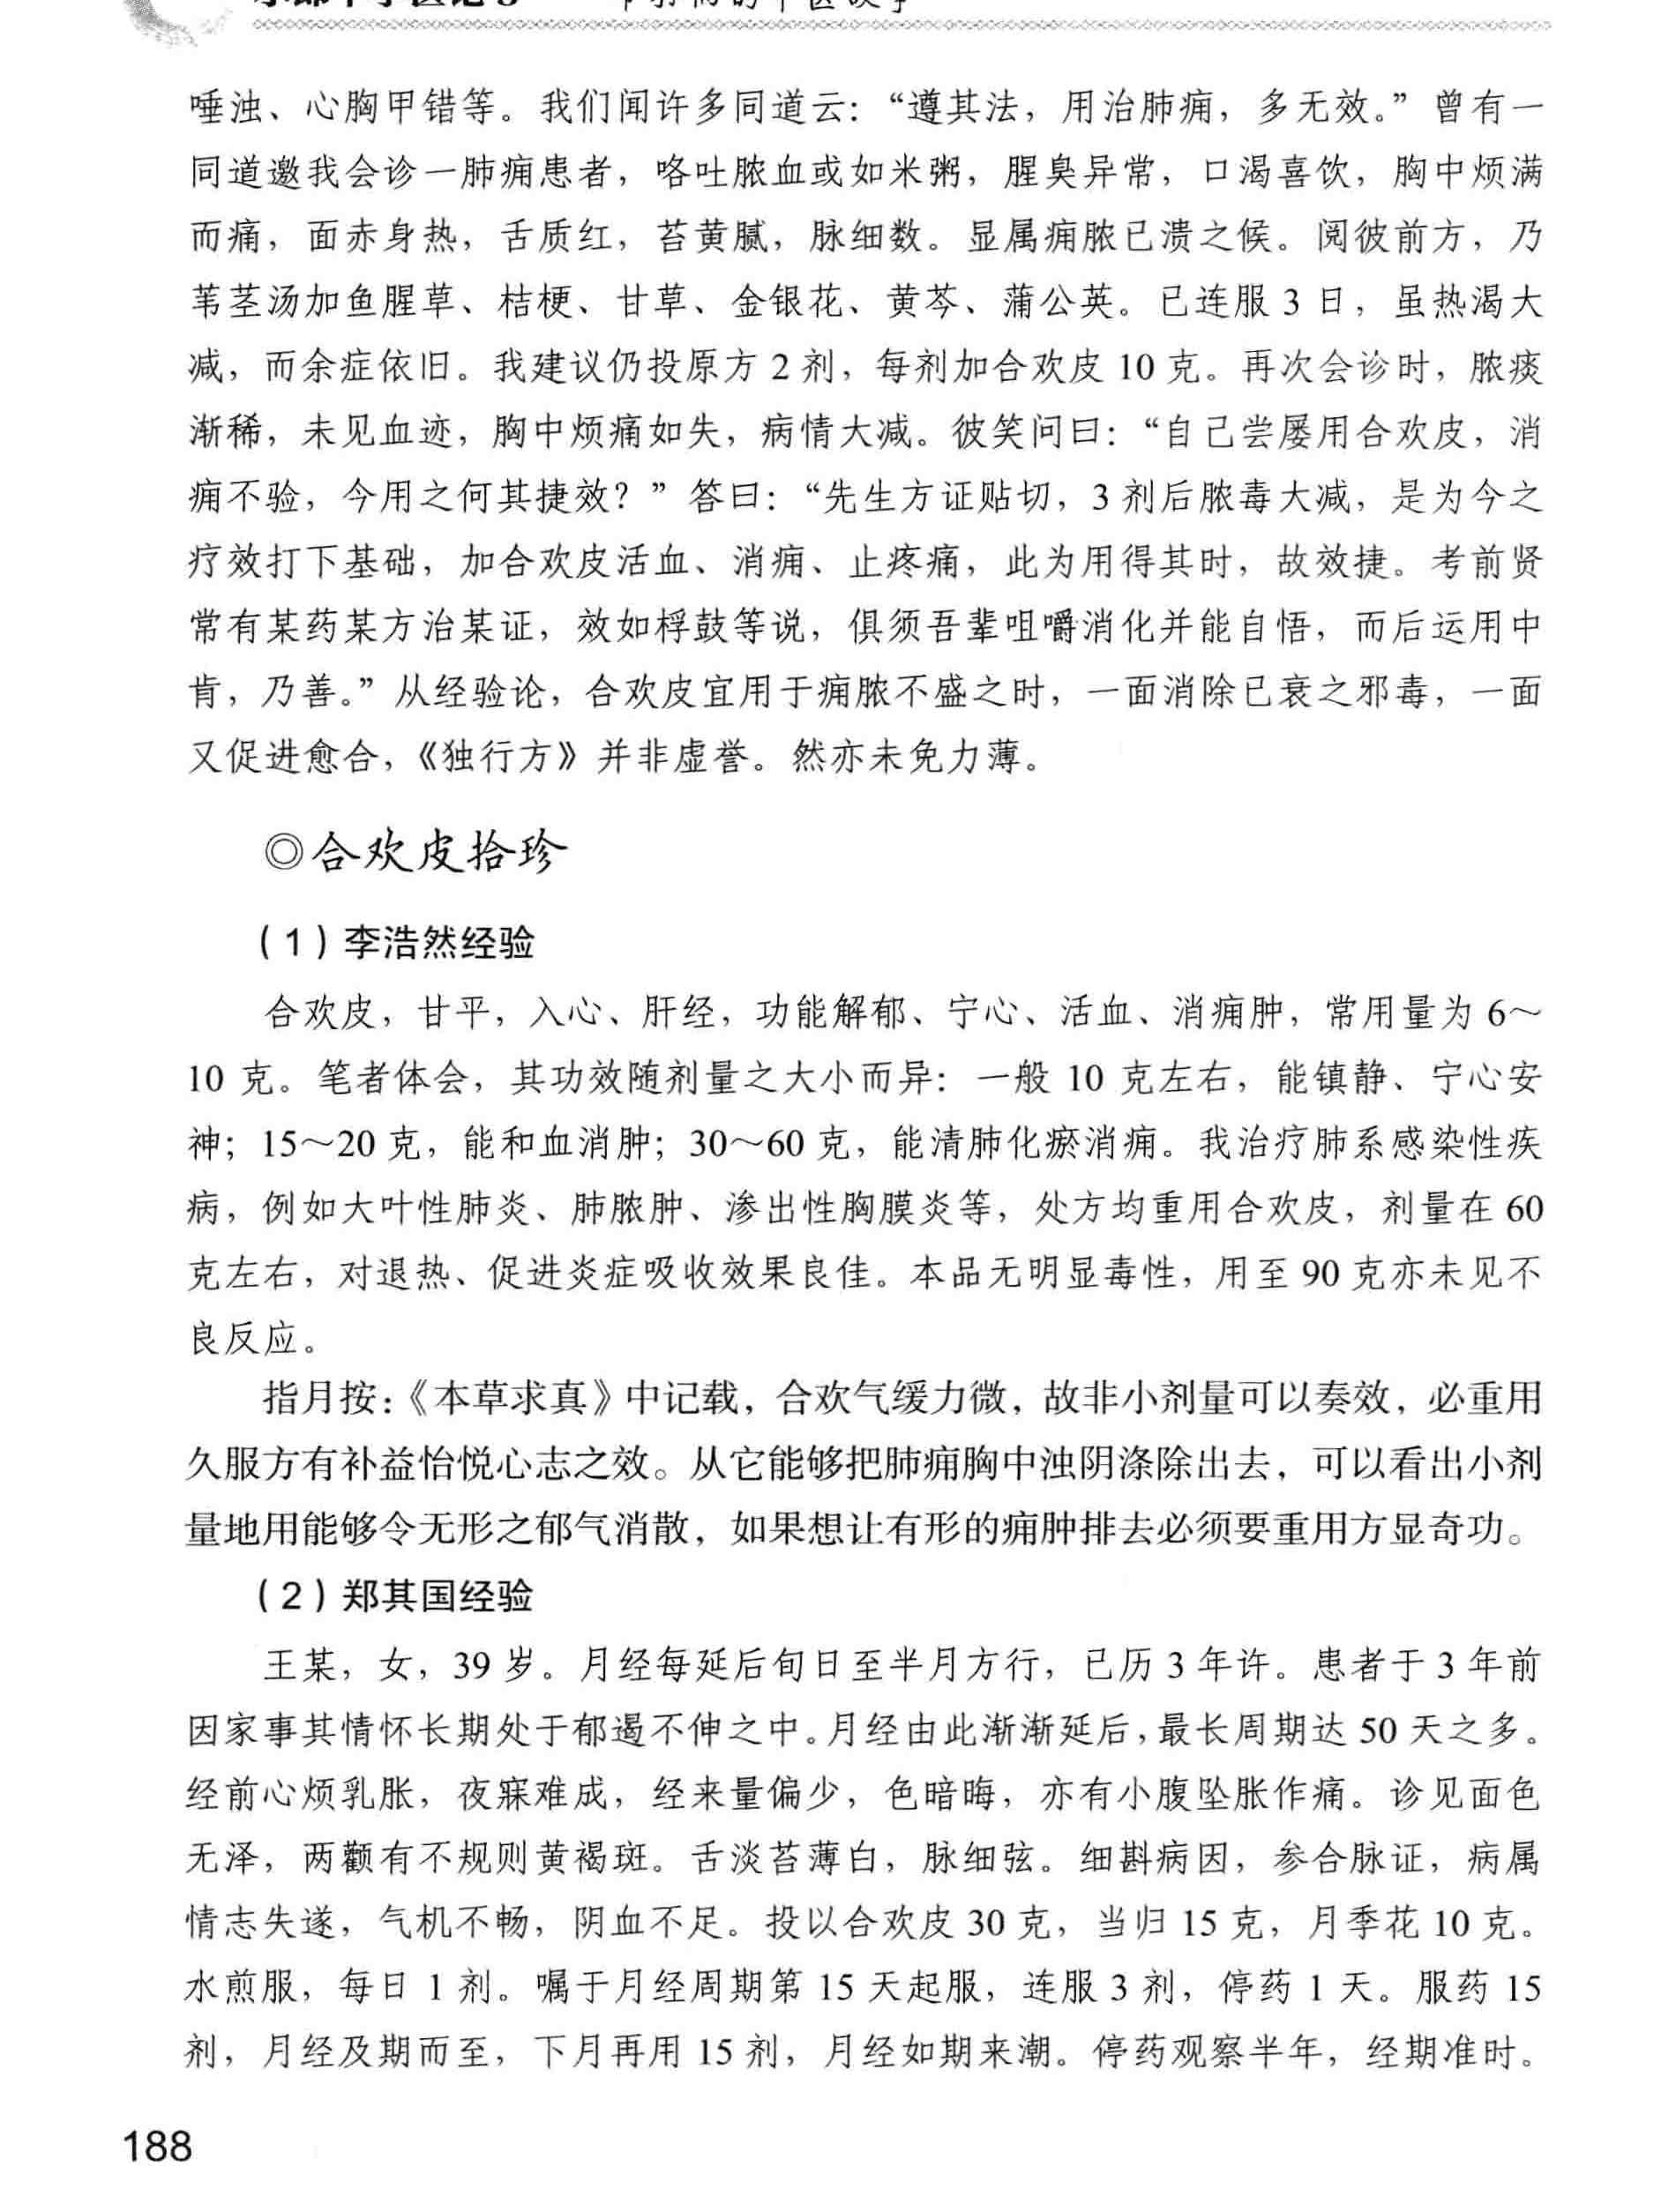 唾浊、心胸甲错等。我们闻许多同道云：“遵其法，用治肺痈，多无效。”曾有一
同道邀我会诊一肺痈患者，咯吐脓血或如米粥，腥臭异常，口渴喜饮，胸中烦满
而痛，面赤身热，舌质红，苔黄腻，脉细数。显属痈脓已溃之候。阅彼前方，乃
苇茎汤加鱼腥草、桔梗、甘草、金银花、黄芩、蒲公英。已连服 3 日，虽热渴大
减，而余症依旧。我建议仍投原方 2 剂，每剂加合欢皮 10 克。再次会诊时，脓痰
渐稀，未见血迹，胸中烦痛如失，病情大减。彼笑问曰：“自己尝屡用合欢皮，消
痈不验，今用之何其捷效？”答曰：“先生方证贴切，3 剂后脓毒大减，是为今之
疗效打下基础，加合欢皮活血、消痈、止疼痛，此为用得其时，故效捷。考前贤
常有某药某方治某证，效如桴鼓等说，俱须吾辈咀嚼消化并能自悟，而后运用中
肯，乃善。”从经验论，合欢皮宜用于痈脓不盛之时，一面消除已衰之邪毒，一面
又促进愈合，《独行方》并非虚誉。然亦未免力薄。
◎合欢皮拾珍
（1）李浩然经验
合欢皮，甘平，入心、肝经，功能解郁、宁心、活血、消痈肿，常用量为 6～
10 克。笔者体会，其功效随剂量之大小而异：一般 10 克左右，能镇静、宁心安
神；15～20 克，能和血消肿；30～60 克，能清肺化瘀消痈。我治疗肺系感染性疾
病，例如大叶性肺炎、肺脓肿、渗出性胸膜炎等，处方均重用合欢皮，剂量在 60
克左右，对退热、促进炎症吸收效果良佳。本品无明显毒性，用至 90 克亦未见不
良反应。
指月按：《本草求真》中记载，合欢气缓力微，故非小剂量可以奏效，必重用
久服方有补益怡悦心志之效。从它能够把肺痈胸中浊阴涤除出去，可以看出小剂
量地用能够令无形之郁气消散，如果想让有形的痈肿排去必须要重用方显奇功。
（2）郑其国经验
王某，女，39 岁。月经每延后旬日至半月方行，已历 3 年许。患者于 3 年前
因家事其情怀长期处于郁遏不伸之中。月经由此渐渐延后，最长周期达 50 天之多。
经前心烦乳胀，夜寐难成，经来量偏少，色暗晦，亦有小腹坠胀作痛。诊见面色
无泽，两颧有不规则黄褐斑。舌淡苔薄白，脉细弦。细斟病因，参合脉证，病属
情志失遂，气机不畅，阴血不足。投以合欢皮 30 克，当归 15 克，月季花 10 克。
水煎服，每日 1 剂。嘱于月经周期第 15 天起服，连服 3 剂，停药 1 天。服药 15
剂，月经及期而至，下月再用 15 剂，月经如期来潮。停药观察半年，经期准时。
188